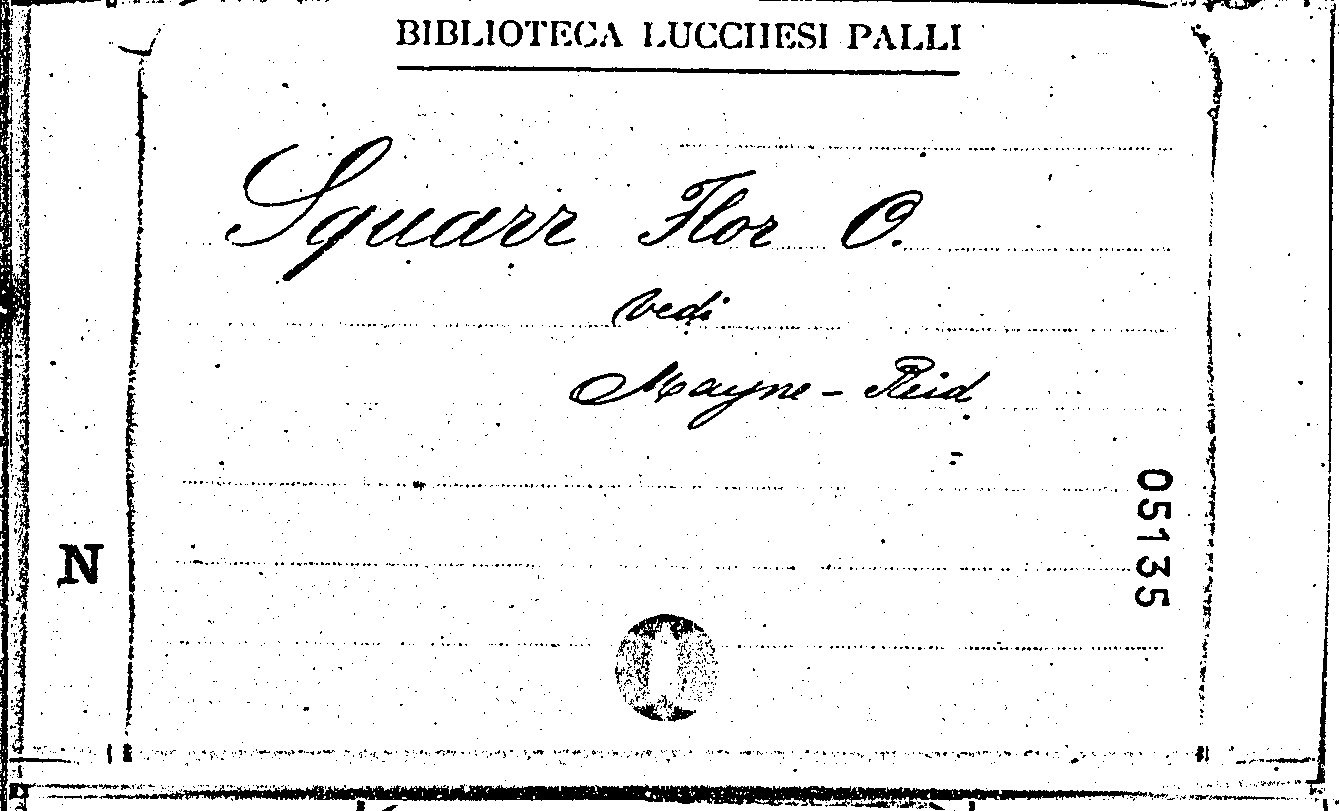 BIBLIOTECA LUCCHESI PALLI
Squarr Flor O.
vedi
Mayne-Reid
=
05135
N